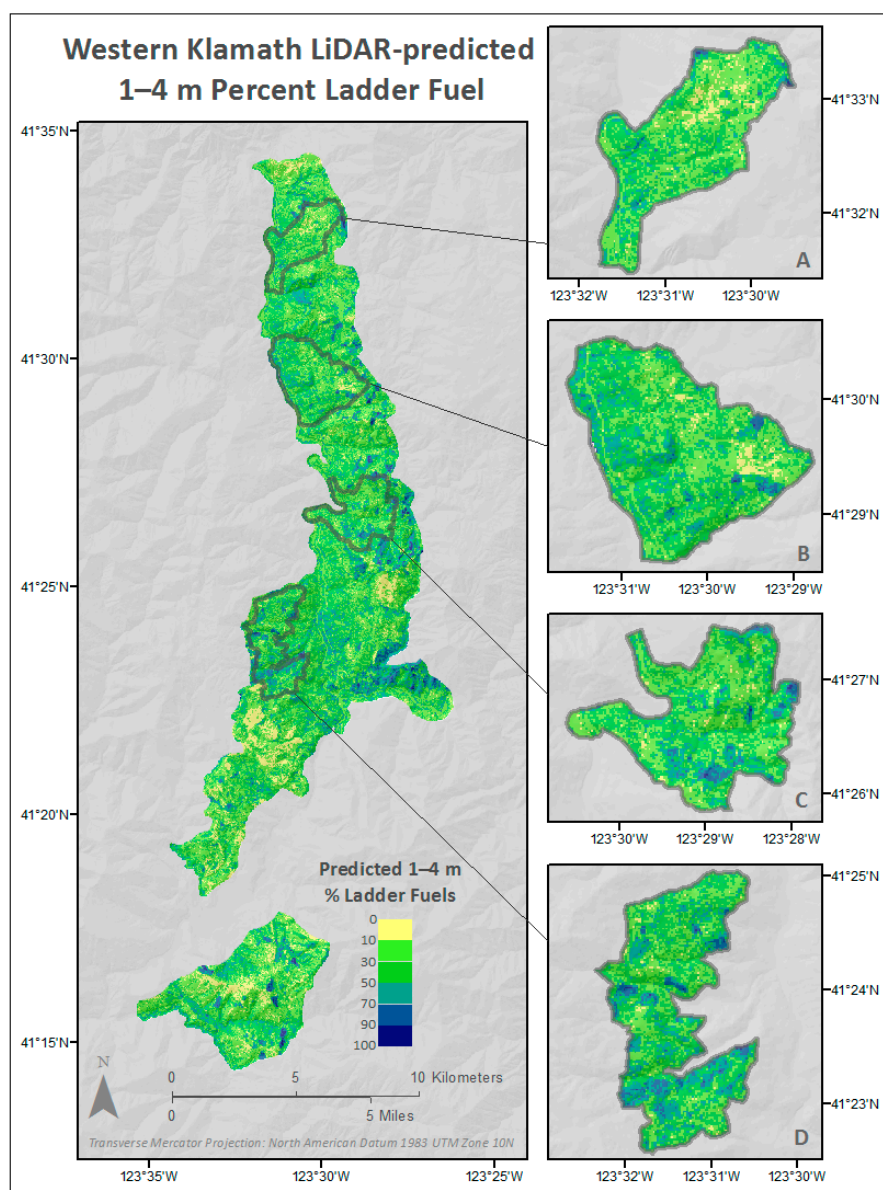 Western Klamath LiDAR-predicted
1–4 m Percent Ladder Fuel
41°35'N
41°30'N
41°25'N
41°20'N
41°15'N
123°35'W 123°30'W 123°25'W
Predicted 1–4 m
% Ladder Fuels
0
10
30
50
70
90
100
N
0 5 10 Kilometers
0 5 Miles
Transverse Mercator Projection: North American Datum 1983 UTM Zone 10N
41°33'N
41°32'N
A
123°32'W 123°31'W 123°30'W
41°30'N
41°29'N
B
123°31'W 123°30'W 123°29'W
41°27'N
41°26'N
C
123°30'W 123°29'W 123°28'W
41°25'N
41°24'N
41°23'N
D
123°32'W 123°31'W 123°30'W